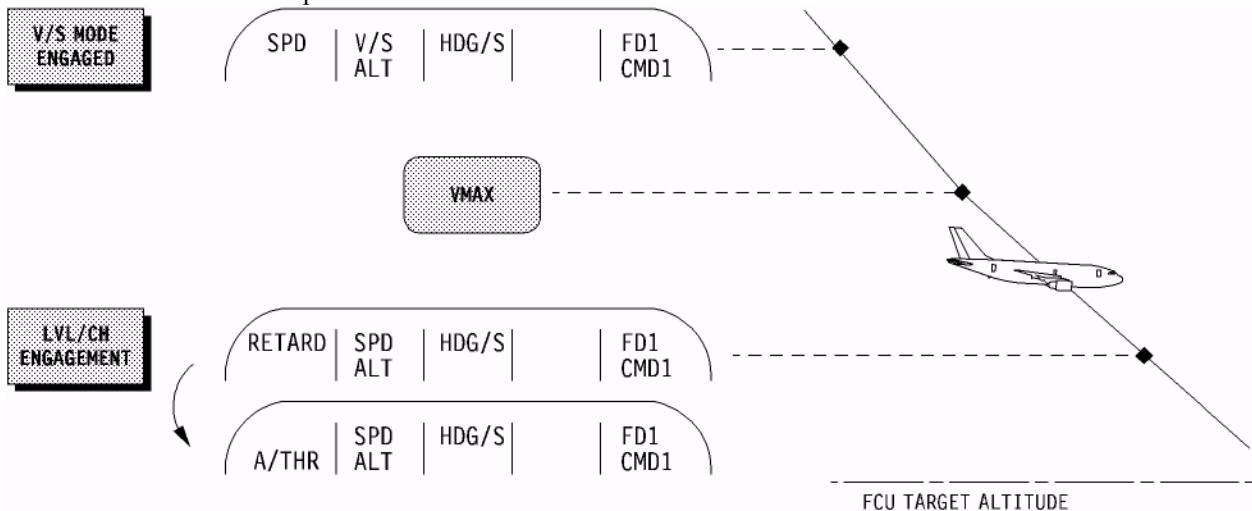 V/S MODE
ENGAGED
SPD V/S HDG/S FD1
ALT CMD1
VMAX
LVL/CH
ENGAGEMENT
RETARD SPD HDG/S FD1
ALT CMD1
SPD HDG/S FD1
A/THR ALT CMD1
FCU TARGET ALTITUDE